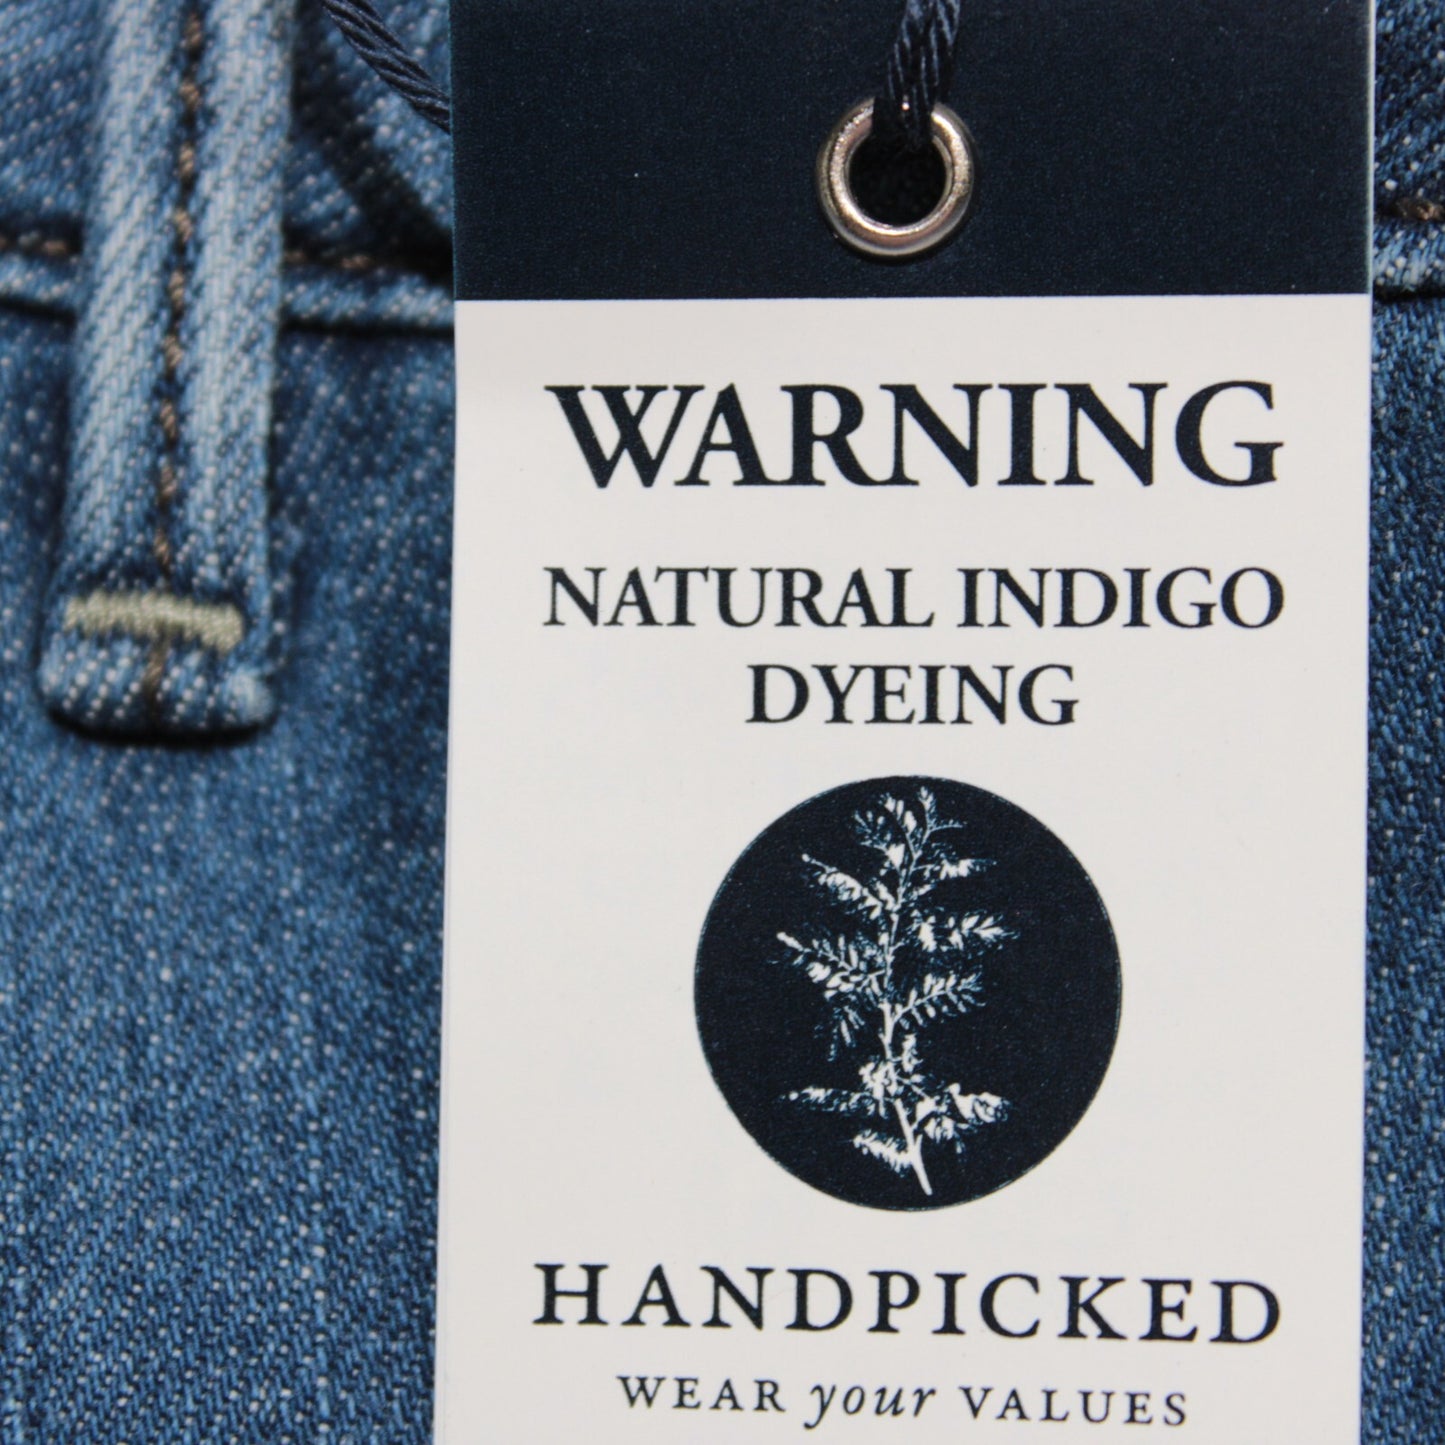 WARNING
NATURAL INDIGO
DYEING
HANDPICKED
WEAR your VALUES